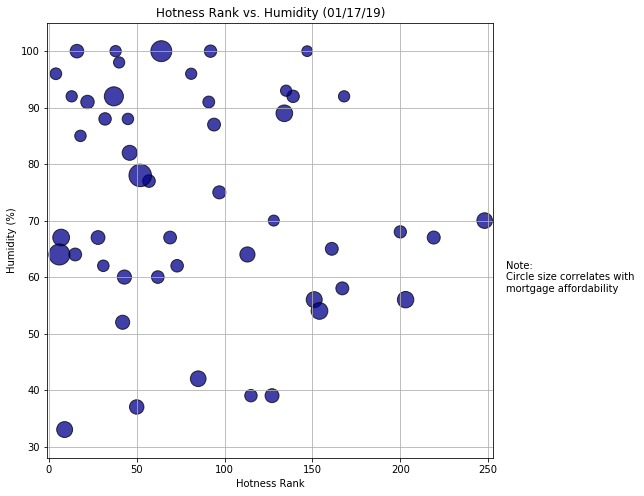 Hotness Rank vs. Humidity (01/17/19)
100
90
80
70
60
50
40
30
Humidity (%)
0
50
100
150
200
250
Hotness Rank
Note:
Circle size correlates with
mortgage affordability